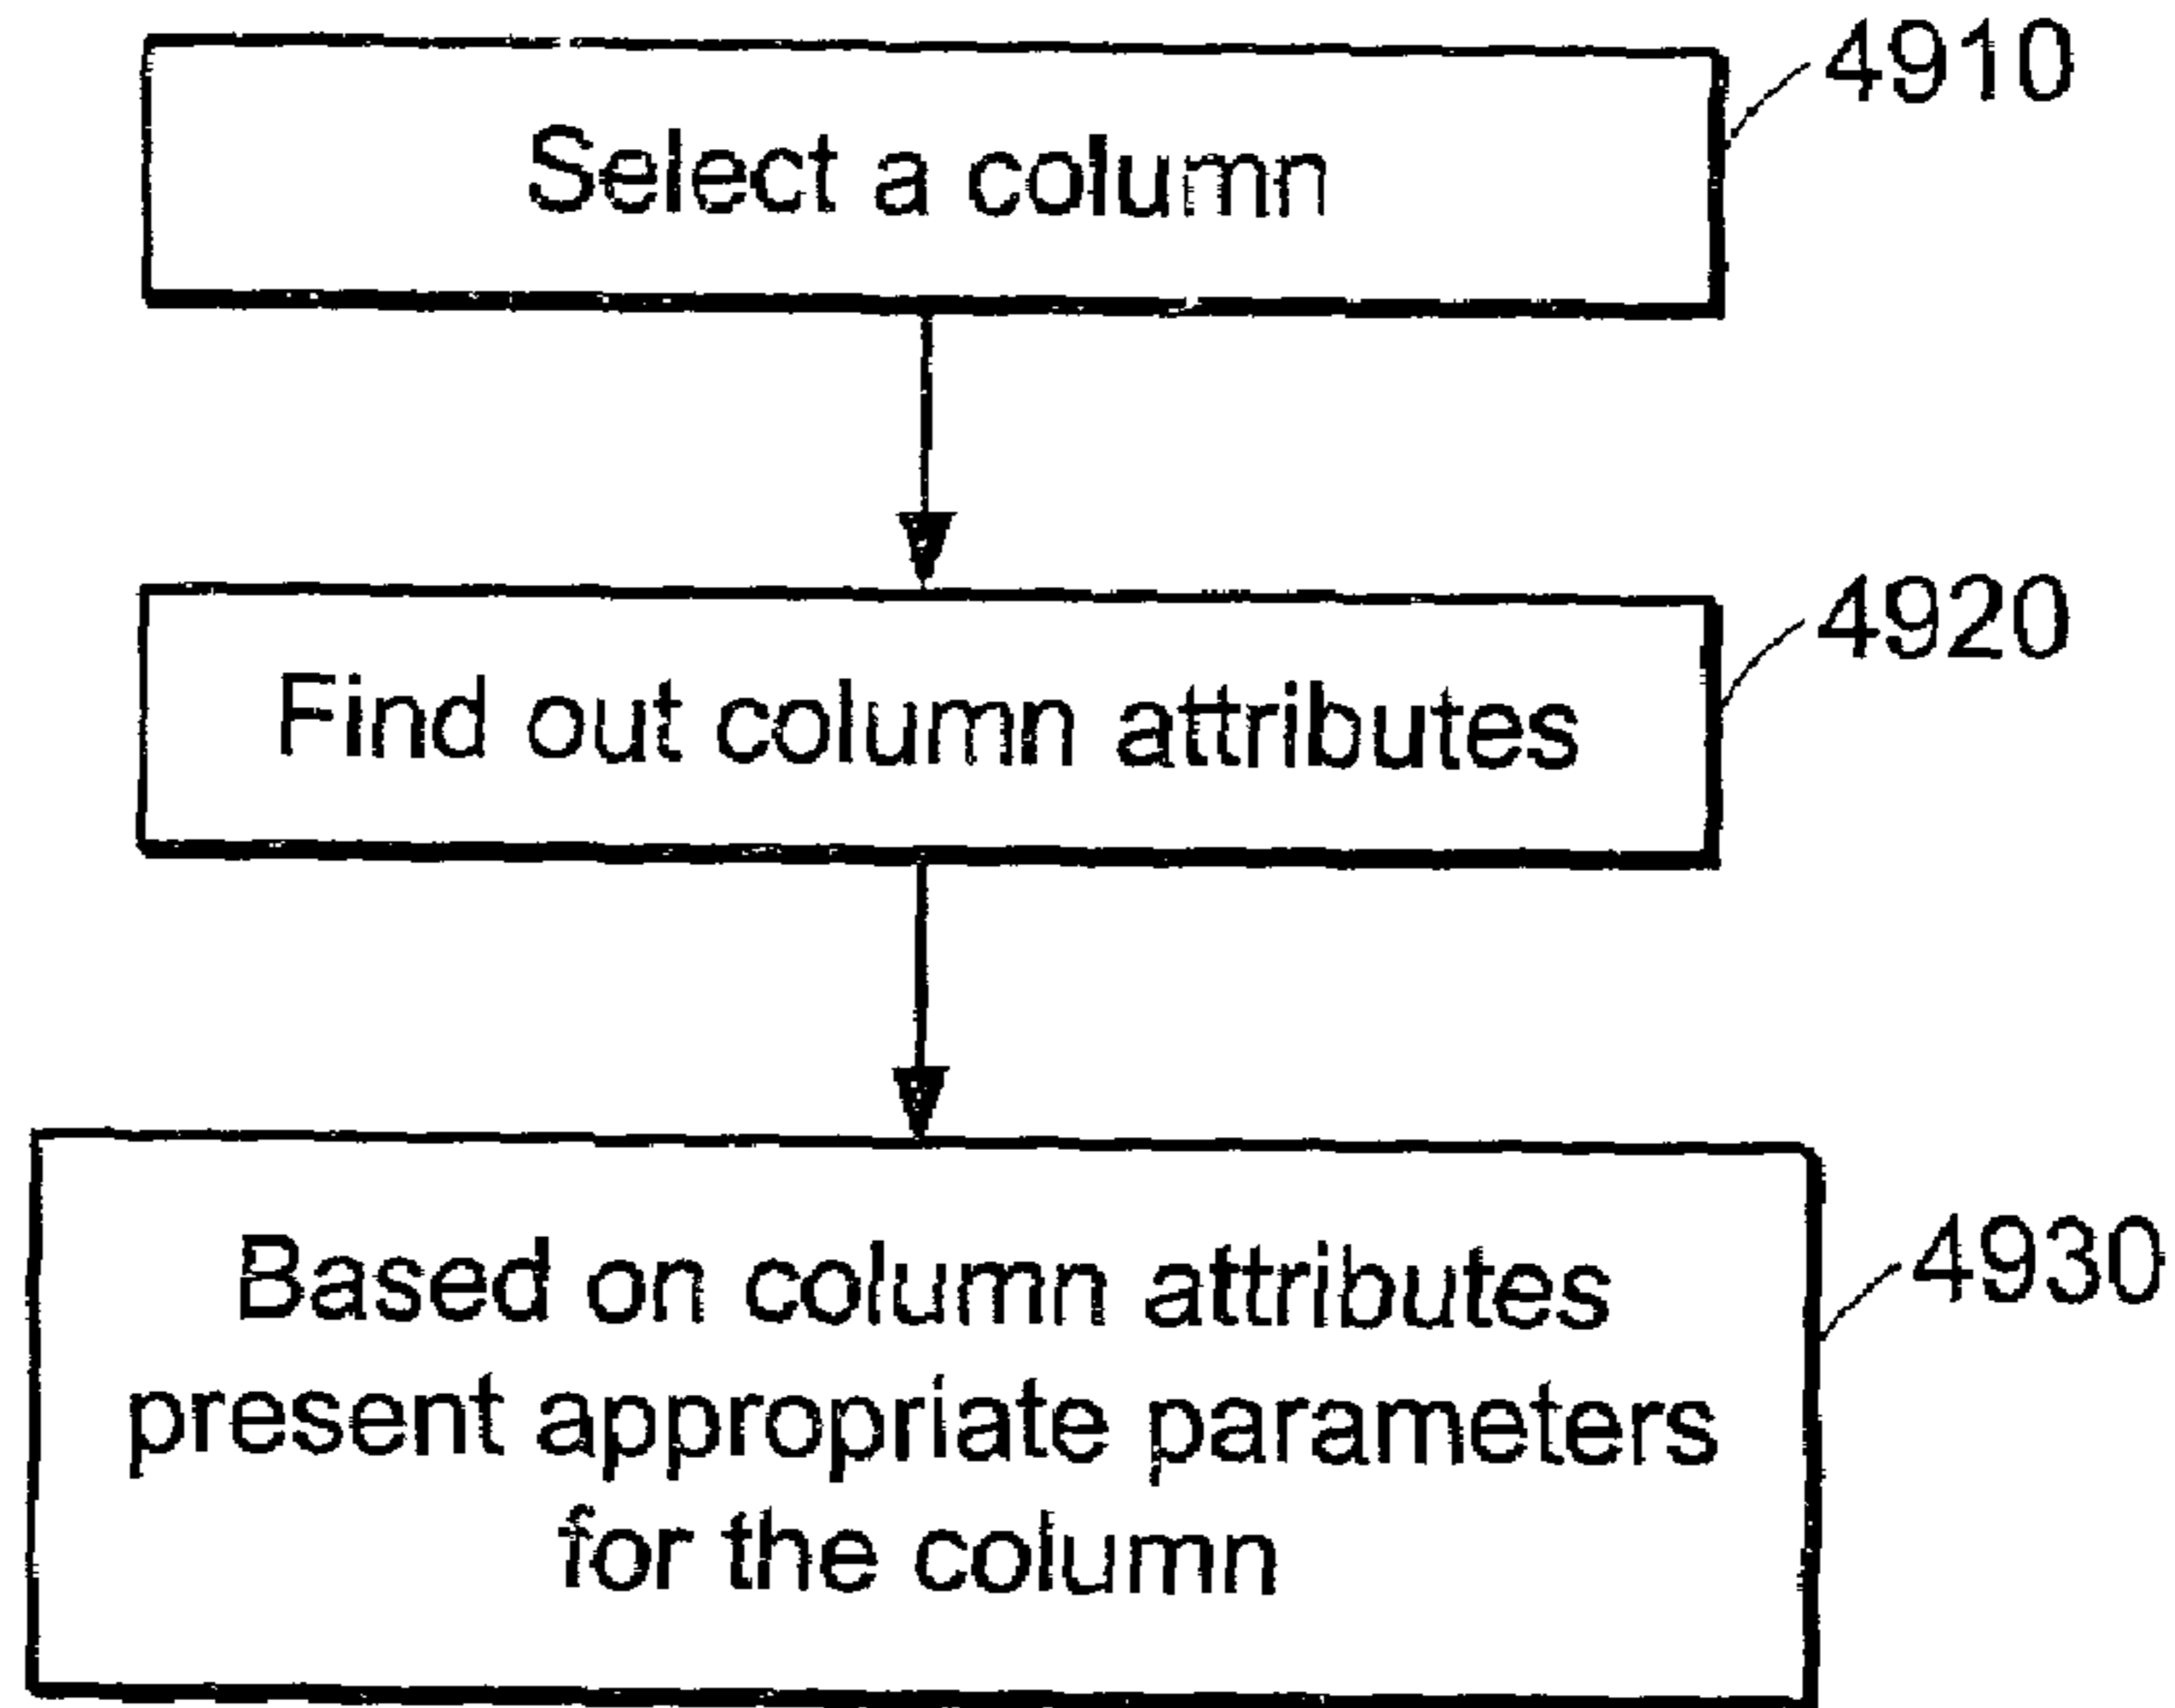 4910
Select a column
4920
Find out column attributes
4930
Based on column attributes
present appropriate parameters
for the column